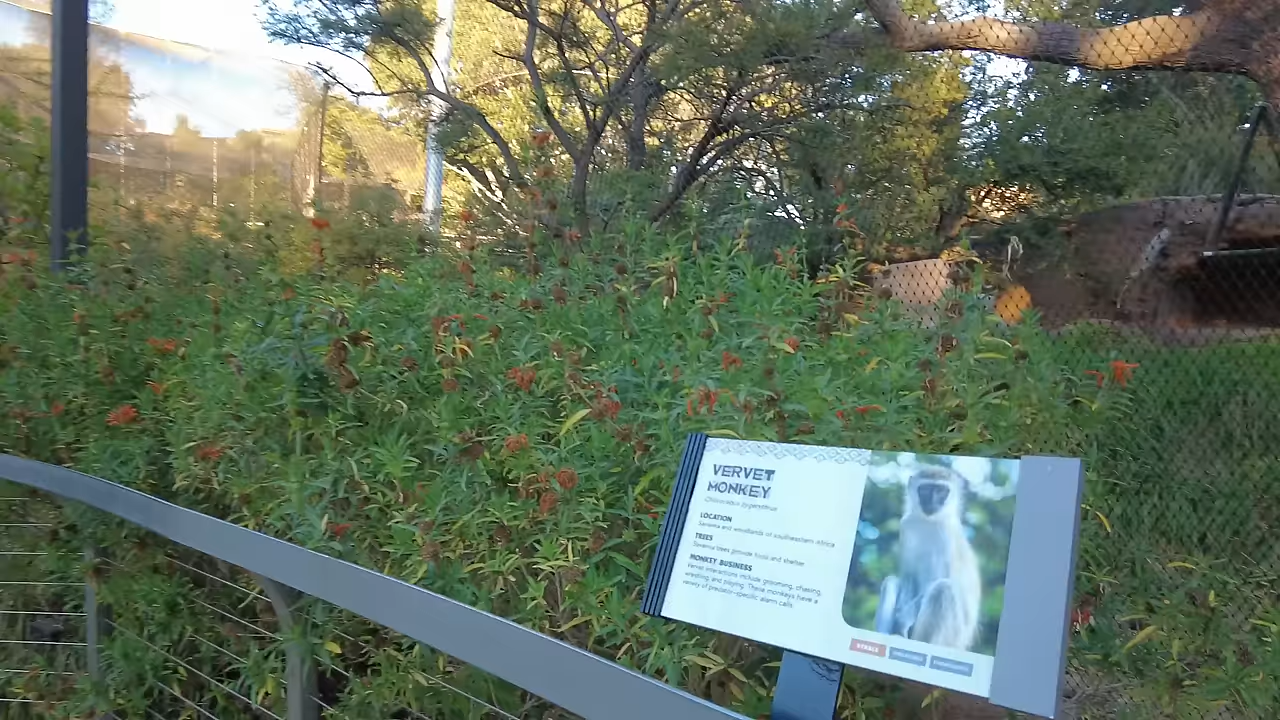 VERVET
MONKEY
Chlorocebus pygerythrus
LOCATION
Savanna and woodlands of southeastern Africa
TREES
Savanna trees provide food and shelter
MONKEY BUSINESS
Vervet interactions include grooming, chasing,
wrestling, and playing. These monkeys have a
variety of predator-specific alarm calls.
STABLE